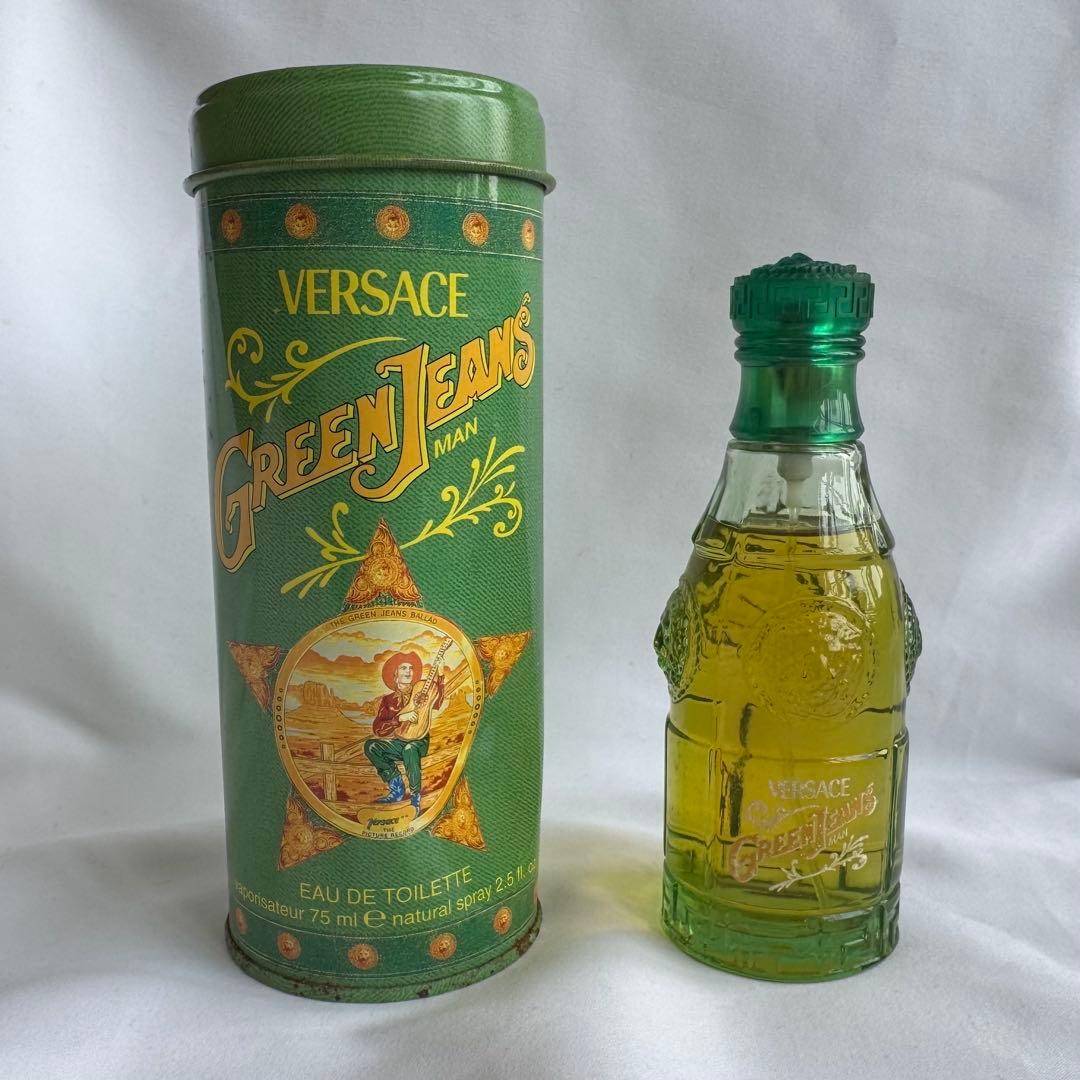 VERSACE
GREEN JEANS
MAN
THE GREEN JEANS BALLAD
Versace
THE
PICTURE RECORD
EAU DE TOILETTE
vaporisateur 75 ml e natural spray 2.5 fl. oz
VERSACE
GREEN JEANS
MAN